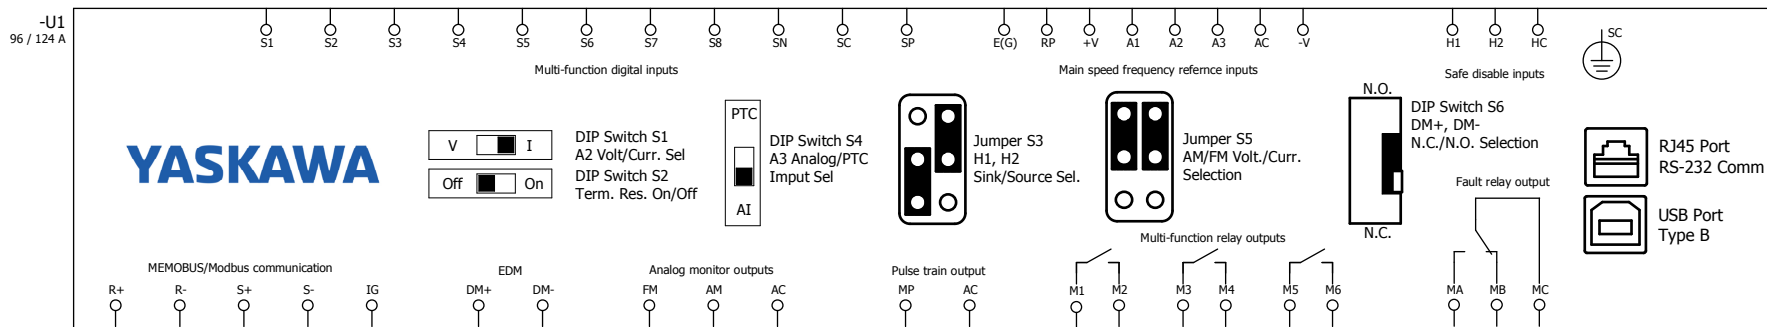 -U1
96 / 124 A
S1 S2 S3 S4 S5 S6 S7 S8 SN SC SP E(G) RP +V A1 A2 A3 AC -V H1 H2 HC SC
Multi-function digital inputs
Main speed frequency refernce inputs
Safe disable inputs
YASKAWA
V I
DIP Switch S1
A2 Volt/Curr. Sel
Off On
DIP Switch S2
Term. Res. On/Off
PTC
AI
DIP Switch S4
A3 Analog/PTC
Imput Sel
Jumper S3
H1, H2
Sink/Source Sel.
Jumper S5
AM/FM Volt./Curr.
Selection
N.O.
N.C.
DIP Switch S6
DM+, DM-
N.C./N.O. Selection
RJ45 Port
RS-232 Comm
USB Port
Type B
Fault relay output
Multi-function relay outputs
MEMOBUS/Modbus communication
EDM
Analog monitor outputs
Pulse train output
R+ R- S+ S- IG DM+ DM- FM AM AC MP AC M1 M2 M3 M4 M5 M6 MA MB MC